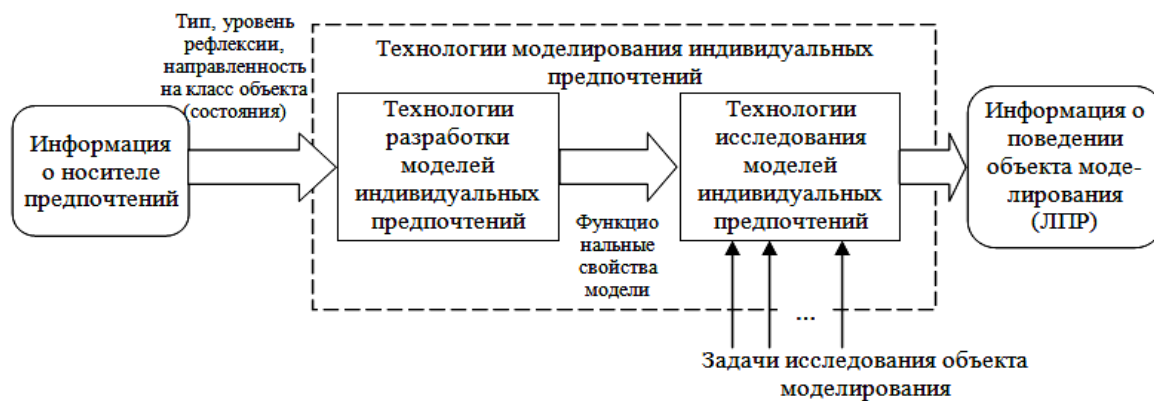 Тип, уровень
рефлексии,
направленность
на класс объекта
(состояния)
Технологии моделирования индивидуальных
предпочтений
Информация
о носителе
предпочтений
Технологии
разработки
моделей
индивидуальных
предпочтений
Функцио
нальные
свойства
модели
Технологии
исследования
моделей
индивидуальных
предпочтений
Информация о
поведении
объекта моде-
лирования
(ЛПР)
...
Задачи исследования объекта
моделирования